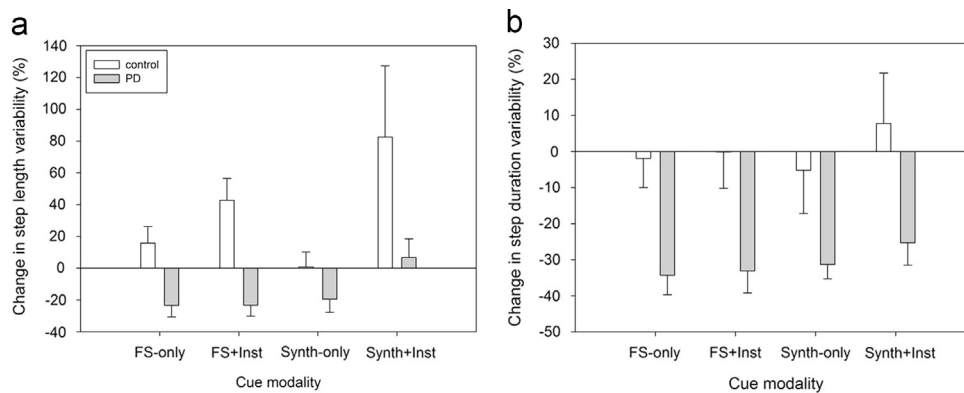 a
Change in step length variability (%)
140
120
100
80
60
40
20
0
-20
-40
control
PD
FS-only FS+Inst Synth-only Synth+Inst
Cue modality
b
Change in step duration variability (%)
30
20
10
0
-10
-20
-30
-40
-50
FS-only FS+Inst Synth-only Synth+Inst
Cue modality